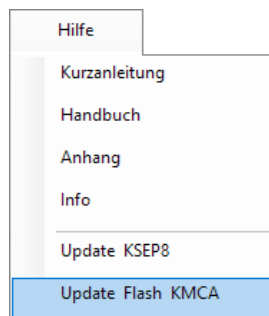 Hilfe
Kurzanleitung
Handbuch
Anhang
Info
Update KSEP8
Update Flash KMCA